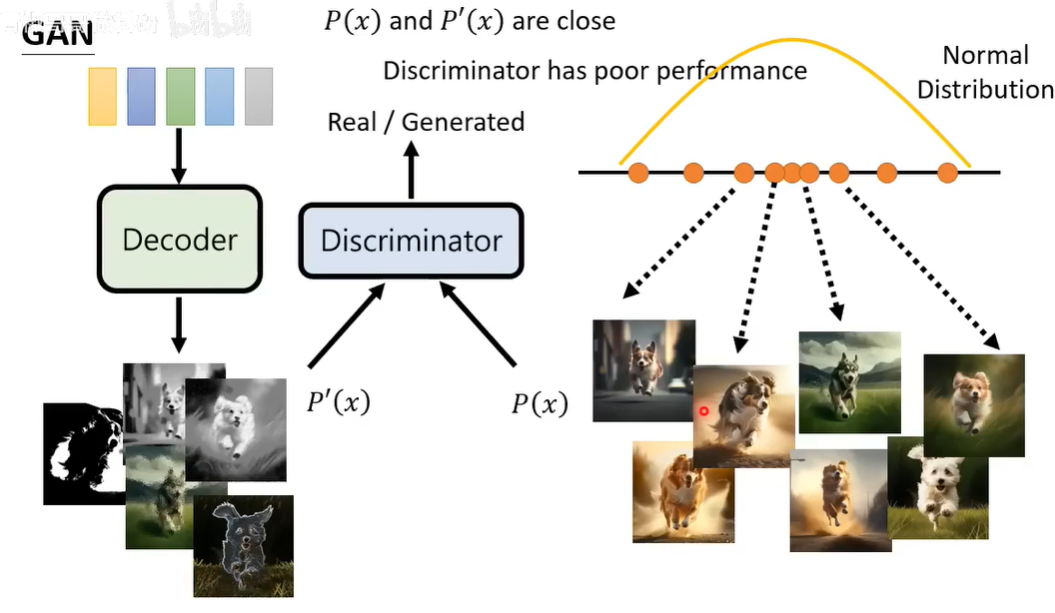 GAN
P(x) and P′(x) are close
Discriminator has poor performance
Normal
Distribution
Real / Generated
Decoder
Discriminator
P′(x)
P(x)